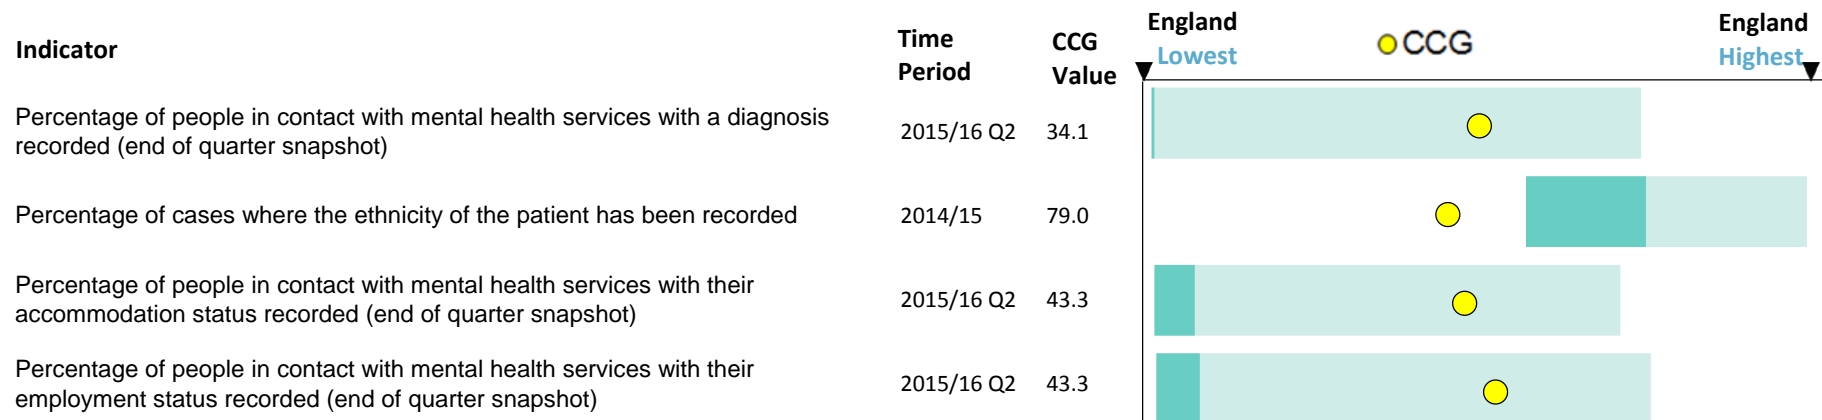 Indicator
Time
Period
CCG
Value
England
Lowest
CCG
England
Highest
Percentage of people in contact with mental health services with a diagnosis
recorded (end of quarter snapshot)
2015/16 Q2
34.1
Percentage of cases where the ethnicity of the patient has been recorded
2014/15
79.0
Percentage of people in contact with mental health services with their
accommodation status recorded (end of quarter snapshot)
2015/16 Q2
43.3
Percentage of people in contact with mental health services with their
employment status recorded (end of quarter snapshot)
2015/16 Q2
43.3